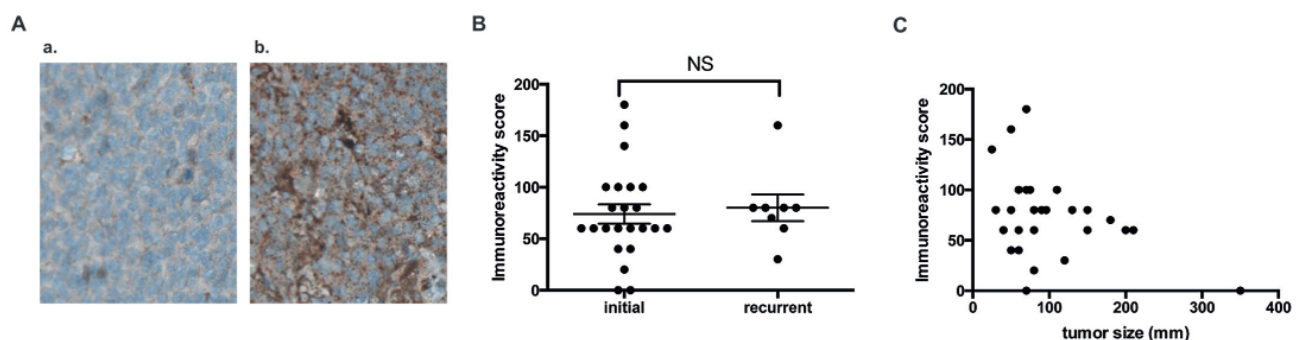 A
a.
b.
B
NS
Immunoreactivity score
200
150
100
50
0
initial
recurrent
C
Immunoreactivity score
200
150
100
50
0
0
100
200
300
400
tumor size (mm)